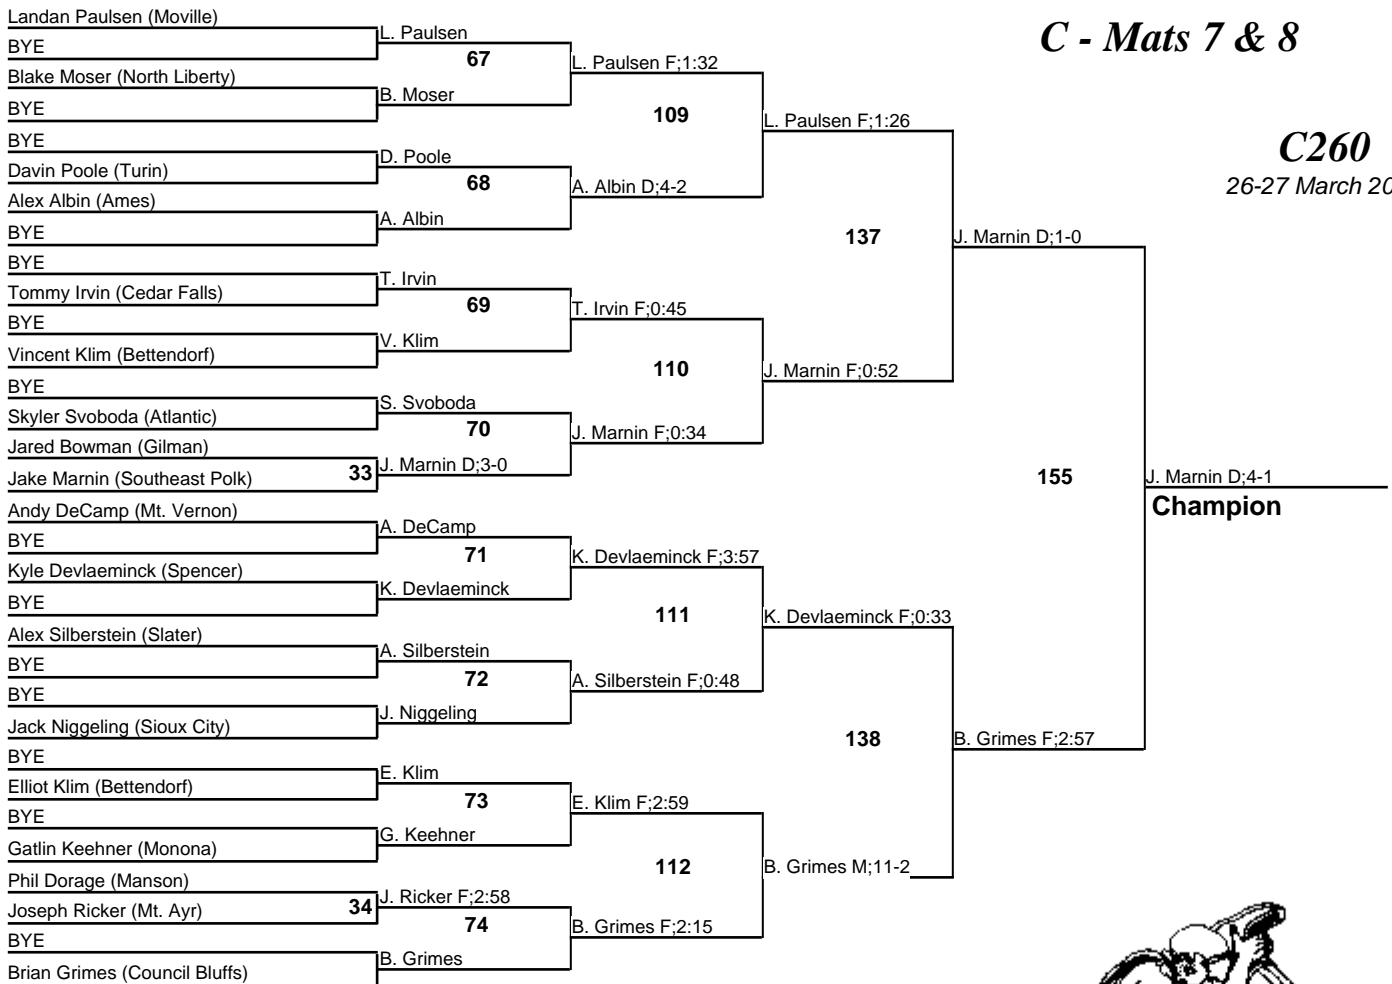 C - Mats 7 & 8
C260
26-27 March 20
Landan Paulsen (Moville)
BYE
Blake Moser (North Liberty)
BYE
BYE
Davin Poole (Turin)
Alex Albin (Ames)
BYE
BYE
Tommy Irvin (Cedar Falls)
BYE
Vincent Klim (Bettendorf)
BYE
Skyler Svoboda (Atlantic)
Jared Bowman (Gilman)
33
Jake Marnin (Southeast Polk)
Andy DeCamp (Mt. Vernon)
BYE
Kyle Devlaeminck (Spencer)
BYE
Alex Silberstein (Slater)
BYE
BYE
Jack Niggeling (Sioux City)
BYE
Elliot Klim (Bettendorf)
BYE
Gatlin Keehner (Monona)
Phil Dorage (Manson)
34
Joseph Ricker (Mt. Ayr)
BYE
Brian Grimes (Council Bluffs)
L. Paulsen
67
B. Moser
D. Poole
68
A. Albin
T. Irvin
69
V. Klim
S. Svoboda
70
J. Marnin D;3-0
A. DeCamp
71
K. Devlaeminck
A. Silberstein
72
J. Niggeling
E. Klim
73
G. Keehner
J. Ricker F;2:58
74
B. Grimes
L. Paulsen F;1:32
109
A. Albin D;4-2
T. Irvin F;0:45
110
J. Marnin F;0:34
K. Devlaeminck F;3:57
111
A. Silberstein F;0:48
E. Klim F;2:59
112
B. Grimes F;2:15
L. Paulsen F;1:26
137
J. Marnin F;0:52
K. Devlaeminck F;0:33
138
B. Grimes M;11-2
J. Marnin D;1-0
155
B. Grimes F;2:57
J. Marnin D;4-1
Champion